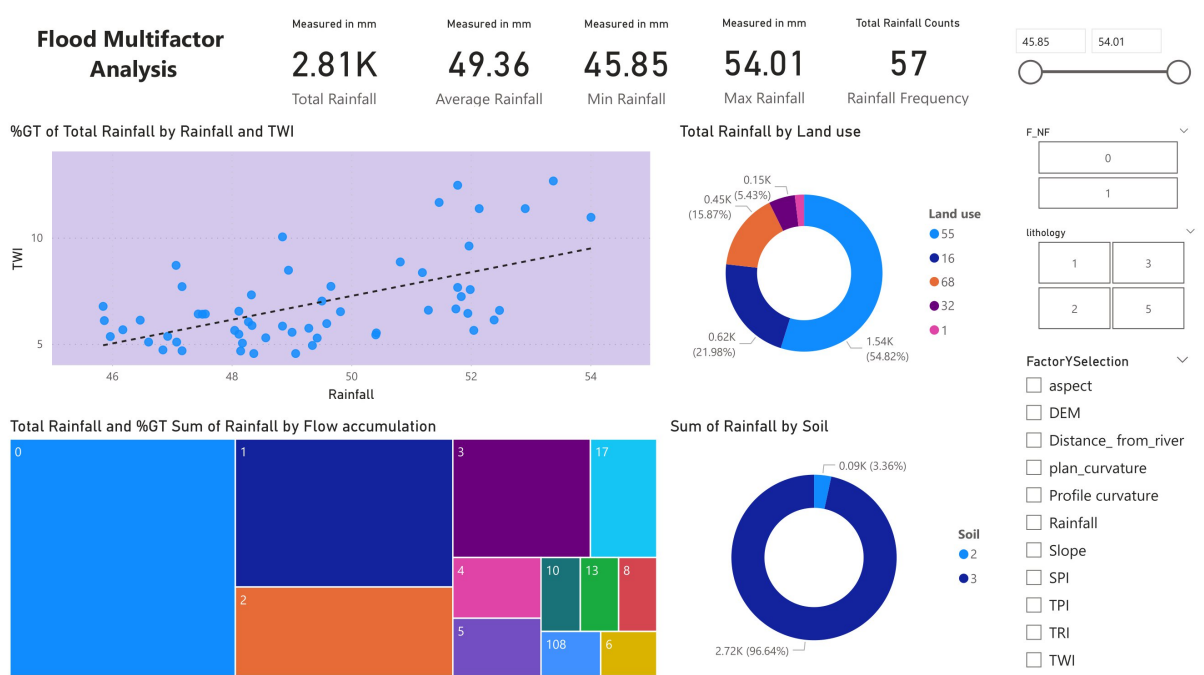 Flood Multifactor
Analysis
Measured in mm
2.81K
Total Rainfall
Measured in mm
49.36
Average Rainfall
Measured in mm
45.85
Min Rainfall
Measured in mm
54.01
Max Rainfall
Total Rainfall Counts
57
Rainfall Frequency
45.85
54.01
%GT of Total Rainfall by Rainfall and TWI
TWI
10
5
46
48
50
52
54
Rainfall
Total Rainfall by Land use
0.15K
(5.43%)
0.45K
(15.87%)
0.62K
(21.98%)
1.54K
(54.82%)
Land use
55
16
68
32
1
F_NF
0
1
lithology
1
3
2
5
FactorYSelection
aspect
DEM
Distance_ from_river
plan_curvature
Profile curvature
Rainfall
Slope
SPI
TPI
TRI
TWI
Total Rainfall and %GT Sum of Rainfall by Flow accumulation
0
1
2
3
17
4
5
10
13
8
108
6
Sum of Rainfall by Soil
0.09K (3.36%)
2.72K (96.64%)
Soil
2
3